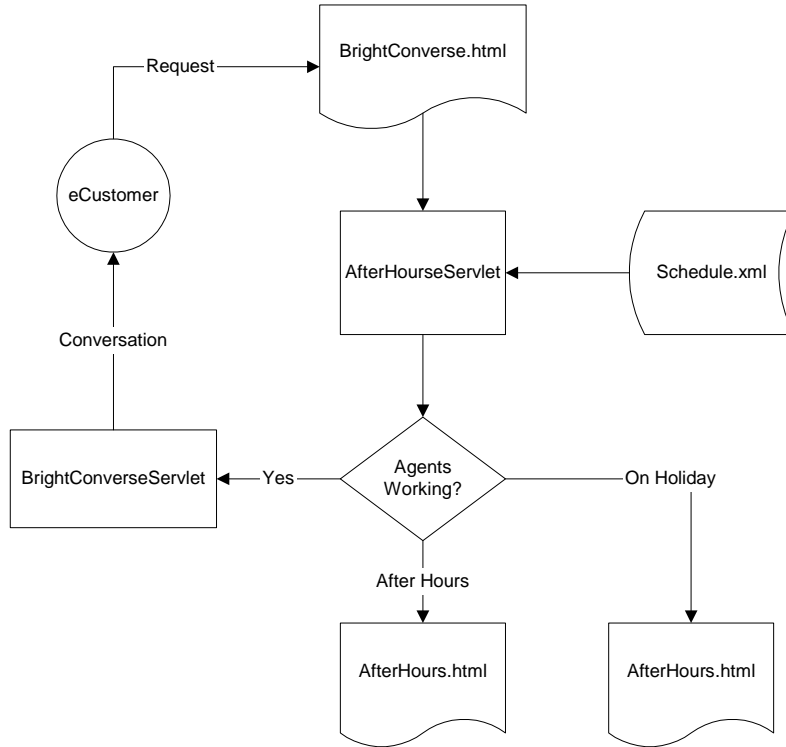 BrightConverse.html
Request
eCustomer
AfterHourseServlet
Schedule.xml
Conversation
BrightConverseServlet
Yes
Agents
Working?
On Holiday
After Hours
AfterHours.html
AfterHours.html